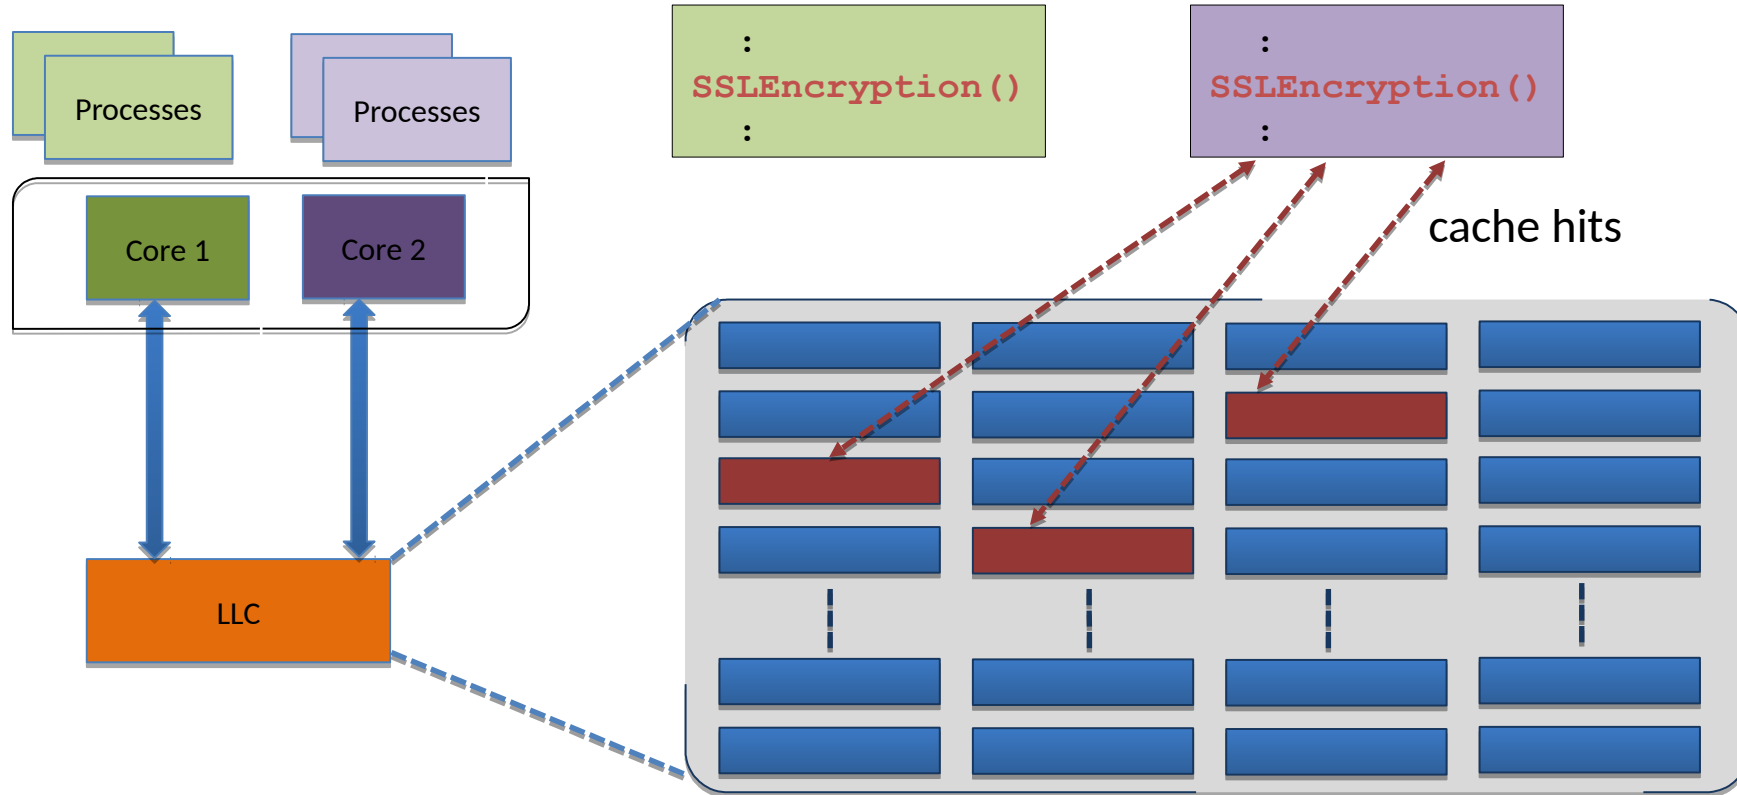 Processes
Processes
Core 1
Core 2
LLC
:
SSLEncryption()
:
:
SSLEncryption()
:
cache hits